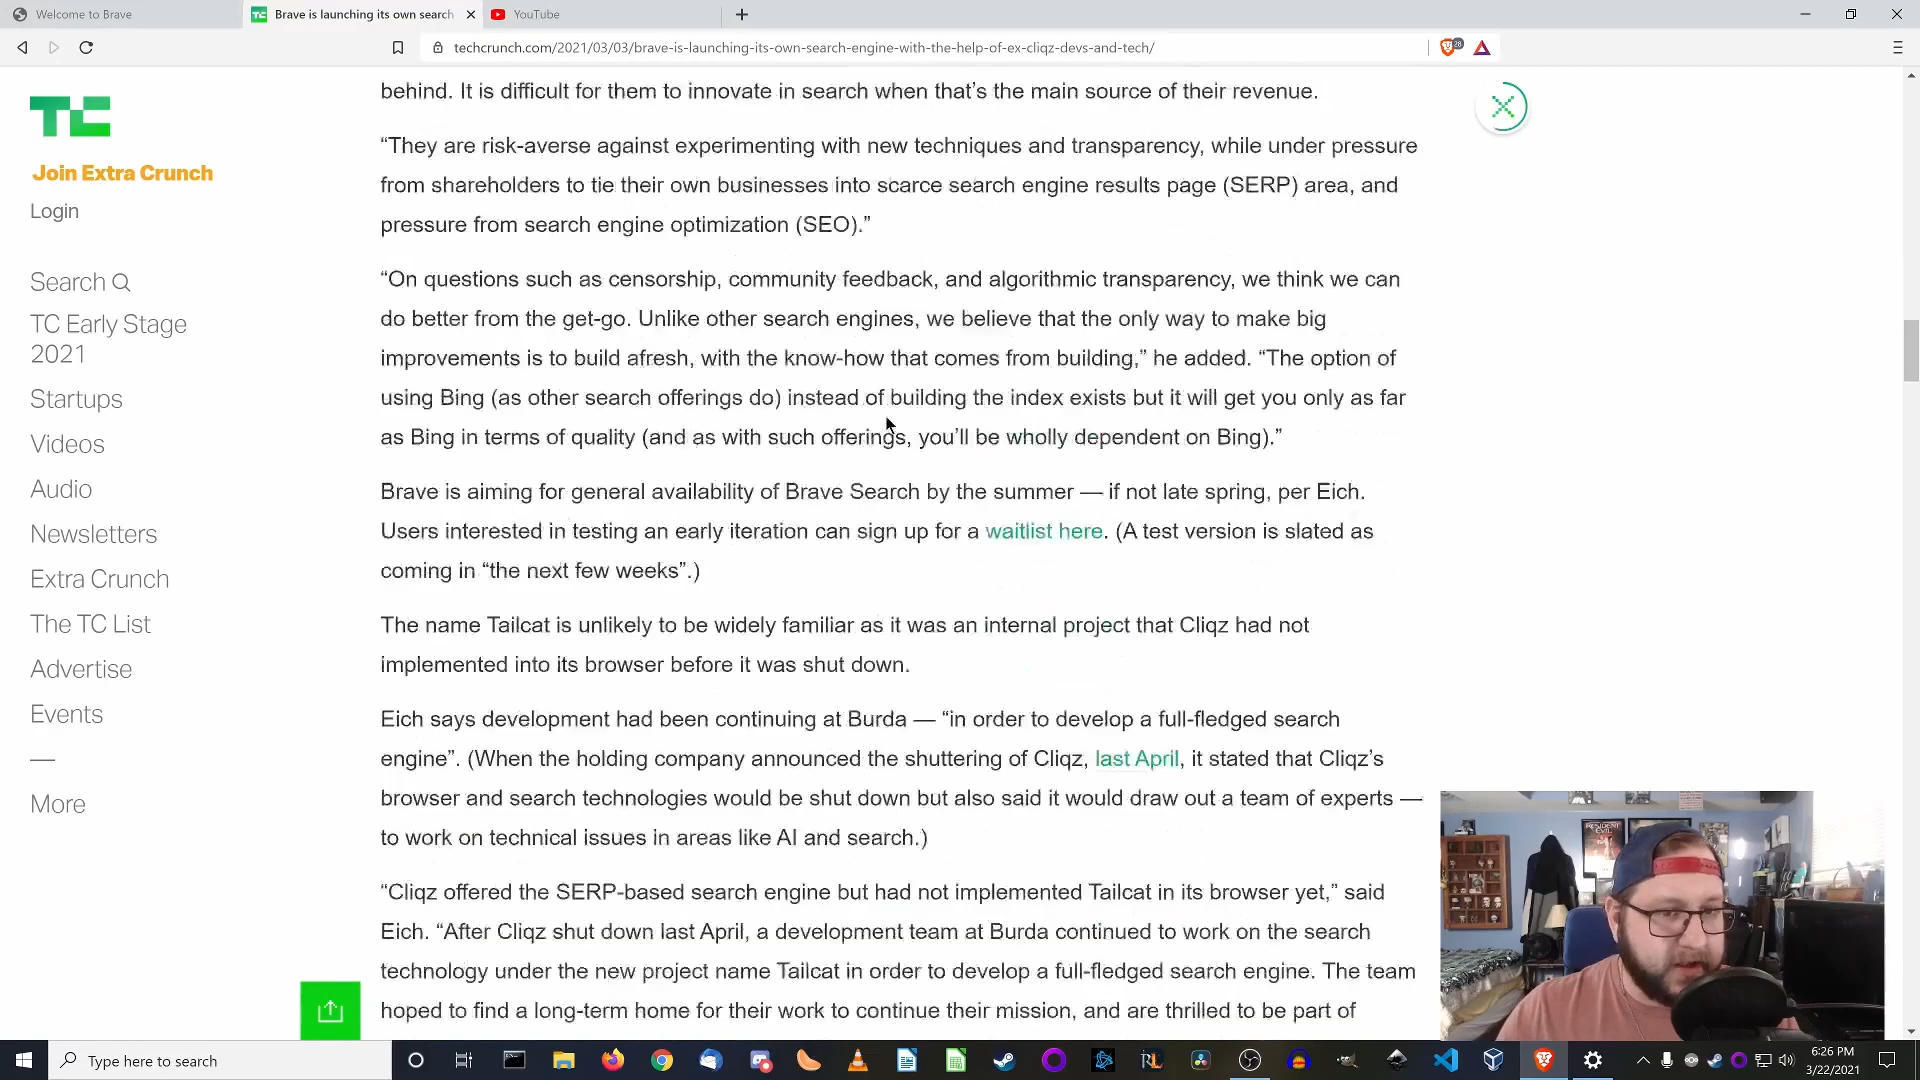 Welcome to Brave
TC
Brave is launching its own search
YouTube
techcrunch.com/2021/03/03/brave-is-launching-its-own-search-engine-with-the-help-of-ex-cliqz-devs-and-tech/
28
TC
Join Extra Crunch
Login
Search
TC Early Stage
2021
Startups
Videos
Audio
Newsletters
Extra Crunch
The TC List
Advertise
Events
More
behind. It is difficult for them to innovate in search when that’s the main source of their revenue.
“They are risk-averse against experimenting with new techniques and transparency, while under pressure
from shareholders to tie their own businesses into scarce search engine results page (SERP) area, and
pressure from search engine optimization (SEO).”
“On questions such as censorship, community feedback, and algorithmic transparency, we think we can
do better from the get-go. Unlike other search engines, we believe that the only way to make big
improvements is to build afresh, with the know-how that comes from building,” he added. “The option of
using Bing (as other search offerings do) instead of building the index exists but it will get you only as far
as Bing in terms of quality (and as with such offerings, you’ll be wholly dependent on Bing).”
Brave is aiming for general availability of Brave Search by the summer — if not late spring, per Eich.
Users interested in testing an early iteration can sign up for a waitlist here. (A test version is slated as
coming in “the next few weeks”.)
The name Tailcat is unlikely to be widely familiar as it was an internal project that Cliqz had not
implemented into its browser before it was shut down.
Eich says development had been continuing at Burda — “in order to develop a full-fledged search
engine”. (When the holding company announced the shuttering of Cliqz, last April, it stated that Cliqz’s
browser and search technologies would be shut down but also said it would draw out a team of experts —
to work on technical issues in areas like AI and search.)
“Cliqz offered the SERP-based search engine but had not implemented Tailcat in its browser yet,” said
Eich. “After Cliqz shut down last April, a development team at Burda continued to work on the search
technology under the new project name Tailcat in order to develop a full-fledged search engine. The team
hoped to find a long-term home for their work to continue their mission, and are thrilled to be part of
RESIDENT EVIL
Type here to search
RL
6:26 PM
3/22/2021